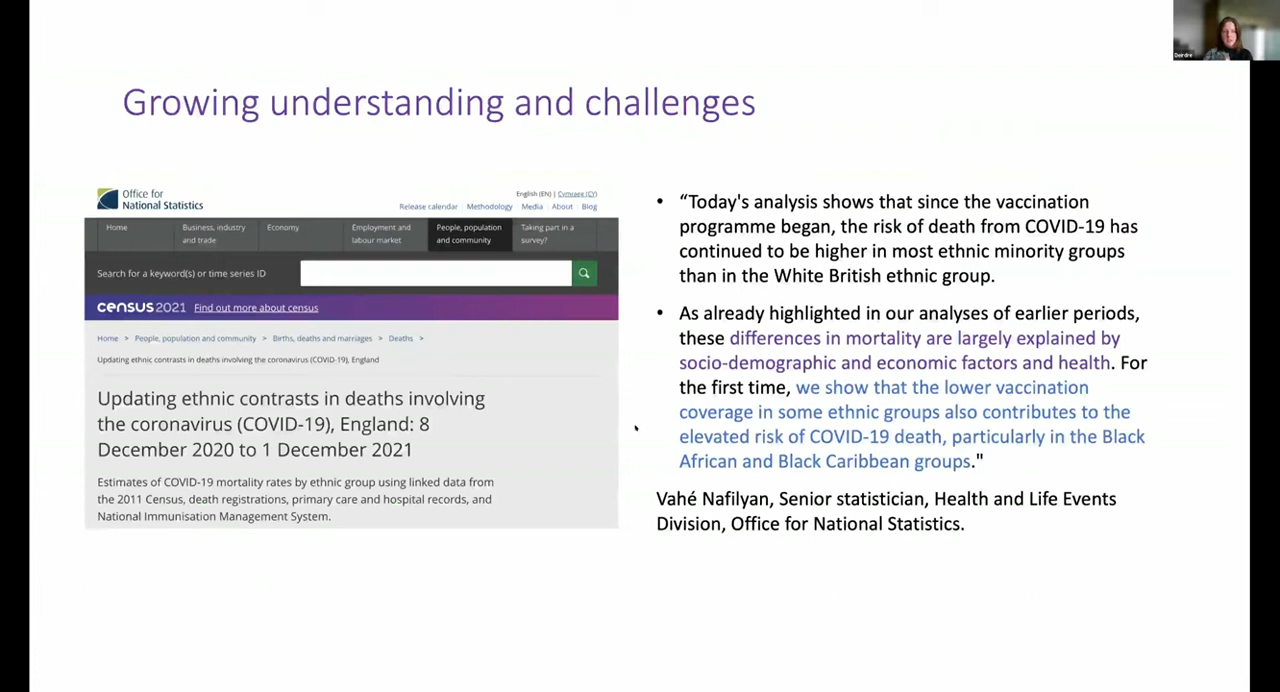 Deirdre
Growing understanding and challenges
Office for
National Statistics
English (EN) | Cymraeg (CY)
Release calendar Methodology Media About Blog
Home
Business, industry
and trade
Economy
Employment and
labour market
People, population
and community
Taking part in a
survey?
Search for a keyword(s) or time series ID
census 2021 Find out more about census
Home > People, population and community > Births, deaths and marriages > Deaths >
Updating ethnic contrasts in deaths involving the coronavirus (COVID-19), England
Updating ethnic contrasts in deaths involving
the coronavirus (COVID-19), England: 8
December 2020 to 1 December 2021
Estimates of COVID-19 mortality rates by ethnic group using linked data from
the 2011 Census, death registrations, primary care and hospital records, and
National Immunisation Management System.
• “Today's analysis shows that since the vaccination
programme began, the risk of death from COVID-19 has
continued to be higher in most ethnic minority groups
than in the White British ethnic group.
• As already highlighted in our analyses of earlier periods,
these differences in mortality are largely explained by
socio-demographic and economic factors and health. For
the first time, we show that the lower vaccination
coverage in some ethnic groups also contributes to the
elevated risk of COVID-19 death, particularly in the Black
African and Black Caribbean groups."
Vahé Nafilyan, Senior statistician, Health and Life Events
Division, Office for National Statistics.